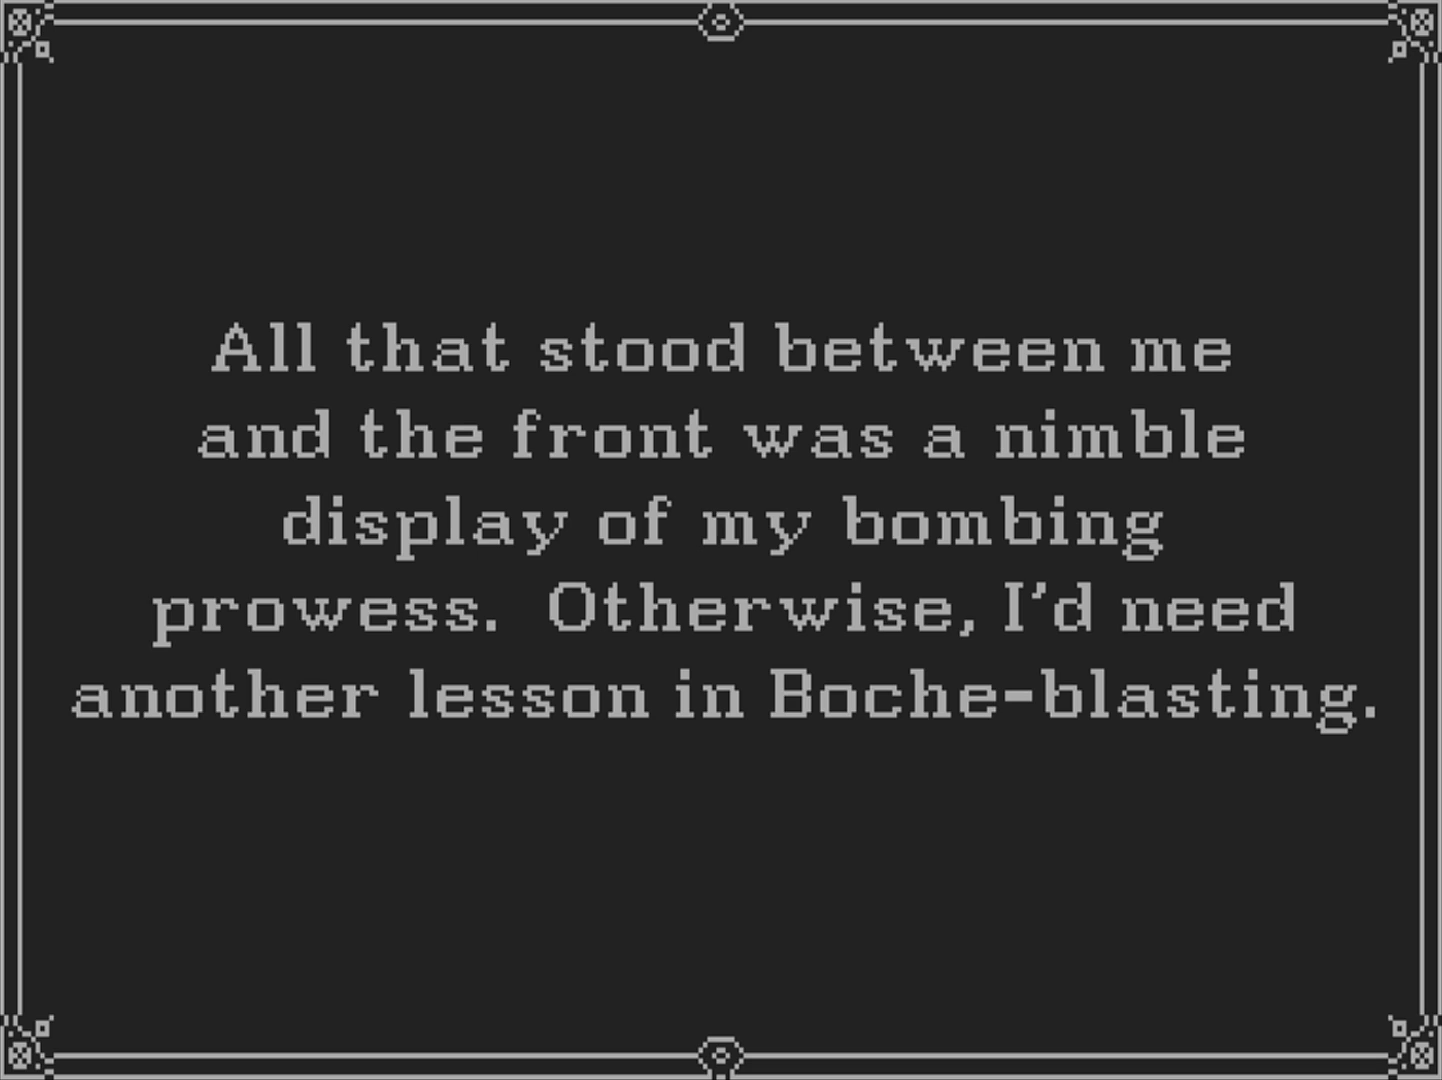 All that stood between me
and the front was a nimble
display of my bombing
prowess.  Otherwise, I'd need
another lesson in Boche-blasting.